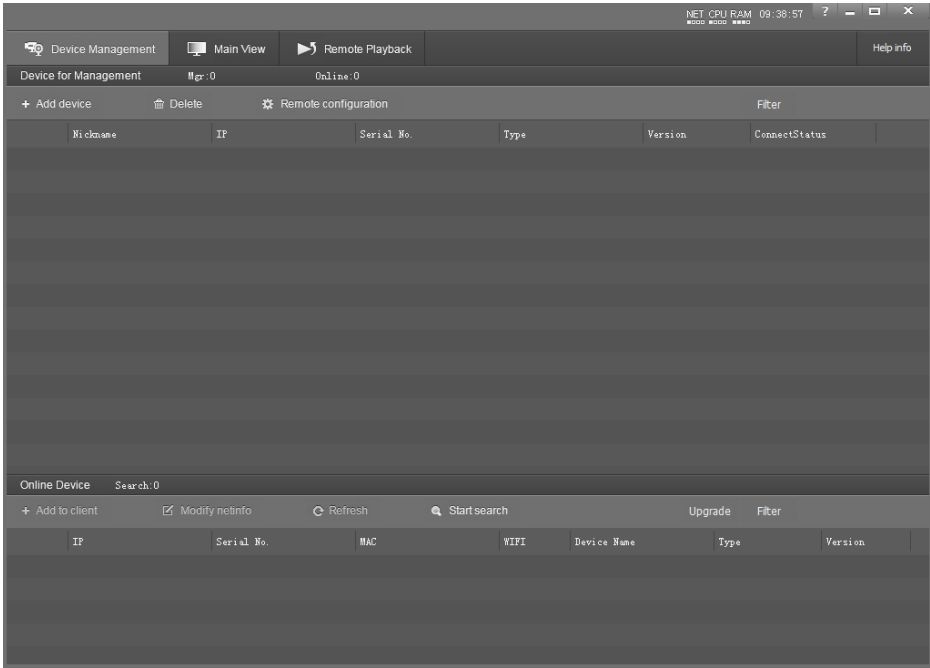 NET CPU RAM 09:38:57 ?
Device Management Main View Remote Playback Help info
Device for Management Mgr:0 Online:0
+ Add device Delete Remote configuration Filter
Nickname IP Serial No. Type Version ConnectStatus
Online Device Search:0
+ Add to client Modify netinfo Refresh Start search Upgrade Filter
IP Serial No. MAC WIFI Device Name Type Version